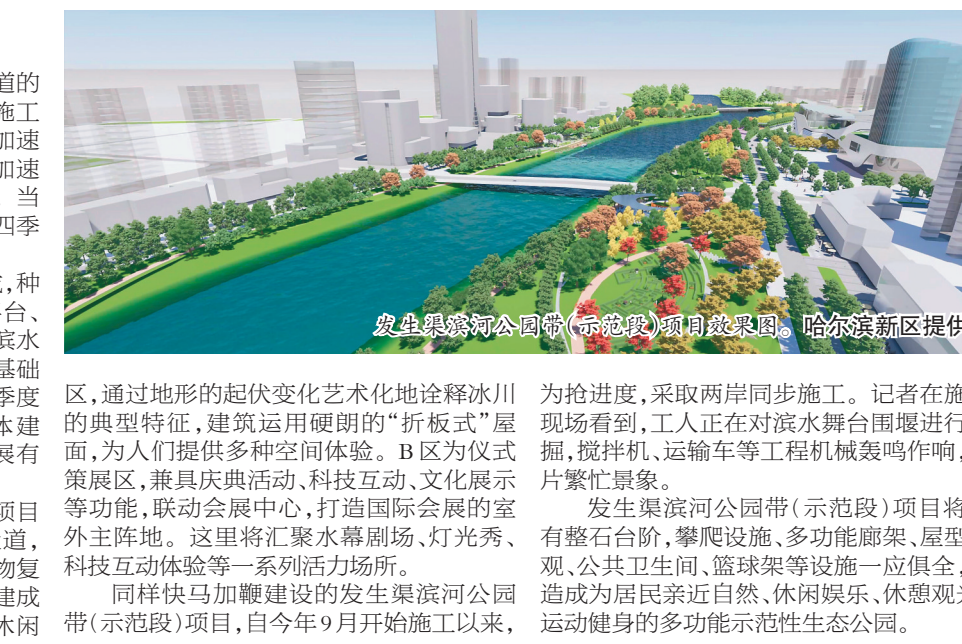 道的
施工
加速
加速
当
四季
,种
台、
滨水
基础
季度
体建
展有
项目
道,
物复
建成
休闲
发生渠滨河公园带(示范段)项目效果图。哈尔滨新区提供
区,通过地形的起伏变化艺术化地诠释冰川
的典型特征,建筑运用硬朗的“折板式”屋
面,为人们提供多种空间体验。B区为仪式
策展区,兼具庆典活动、科技互动、文化展示
等功能,联动会展中心,打造国际会展的室
外主阵地。这里将汇聚水幕剧场、灯光秀、
科技互动体验等一系列活力场所。
同样快马加鞭建设的发生渠滨河公园
带(示范段)项目,自今年9月开始施工以来,
为抢进度,采取两岸同步施工。记者在施
现场看到,工人正在对滨水舞台围堰进行
掘,搅拌机、运输车等工程机械轰鸣作响,
片繁忙景象。
发生渠滨河公园带(示范段)项目将
有整石台阶,攀爬设施、多功能廊架、屋型
观、公共卫生间、篮球架等设施一应俱全,
造成为居民亲近自然、休闲娱乐、休憩观光
运动健身的多功能示范性生态公园。